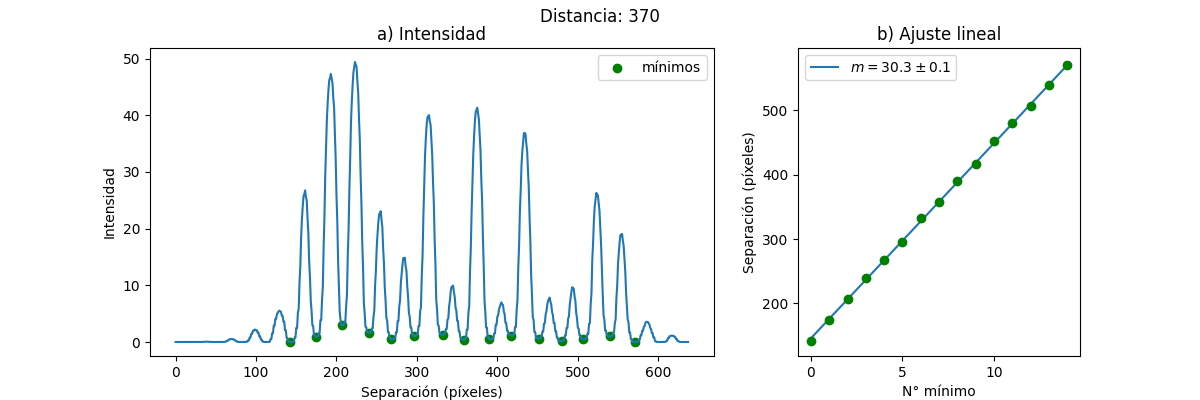 Distancia: 370
a) Intensidad
50
40
30
20
10
0
Intensidad
mínimos
0 100 200 300 400 500 600
Separación (píxeles)
b) Ajuste lineal
m = 30.3 ± 0.1
500
400
300
200
Separación (píxeles)
0 5 10
N° mínimo